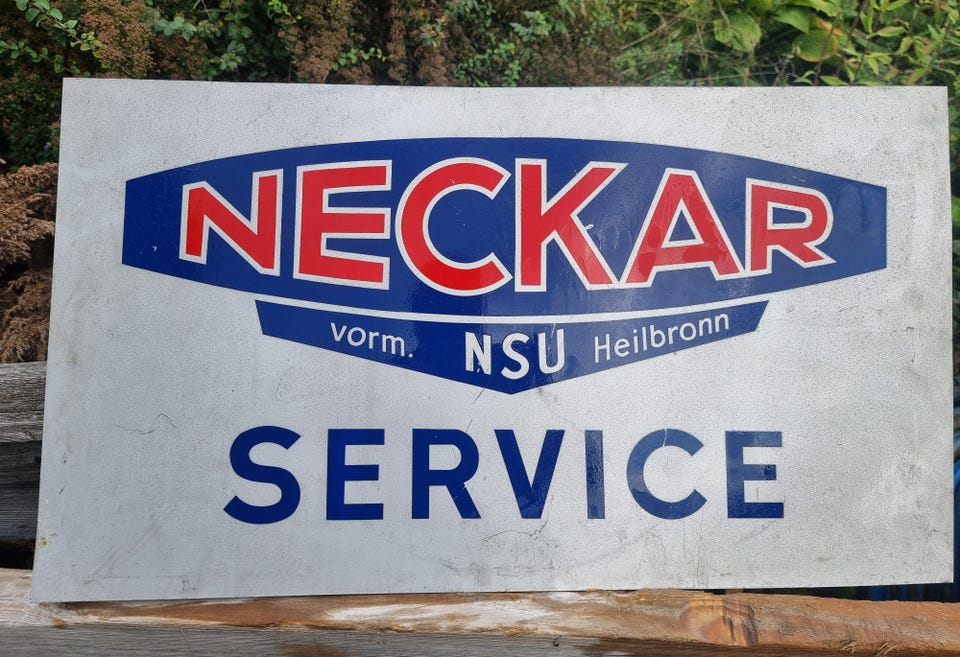 NECKAR
vorm. NSU Heilbronn
SERVICE